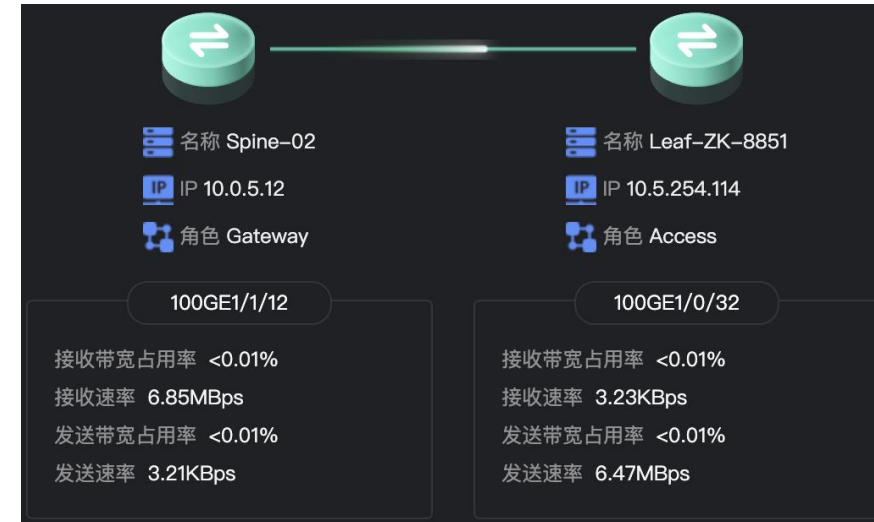 名称 Spine-02
IP IP 10.0.5.12
角色 Gateway
100GE1/1/12
接收带宽占用率 <0.01%
接收速率 6.85MBps
发送带宽占用率 <0.01%
发送速率 3.21KBps
名称 Leaf-ZK-8851
IP IP 10.5.254.114
角色 Access
100GE1/0/32
接收带宽占用率 <0.01%
接收速率 3.23KBps
发送带宽占用率 <0.01%
发送速率 6.47MBps